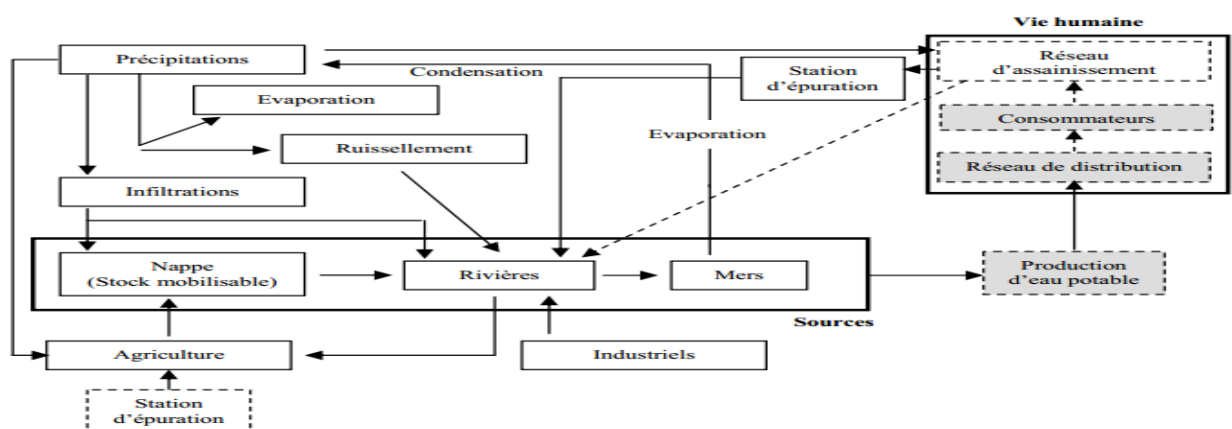 Vie humaine
Précipitations
Réseau
d'assainissement
Condensation
Station
d'épuration
Evaporation
Consommateurs
Evaporation
Ruissellement
Réseau de distribution
Infiltrations
Nappe
(Stock mobilisable)
Rivières
Mers
Production
d'eau potable
Sources
Agriculture
Industriels
Station
d'épuration